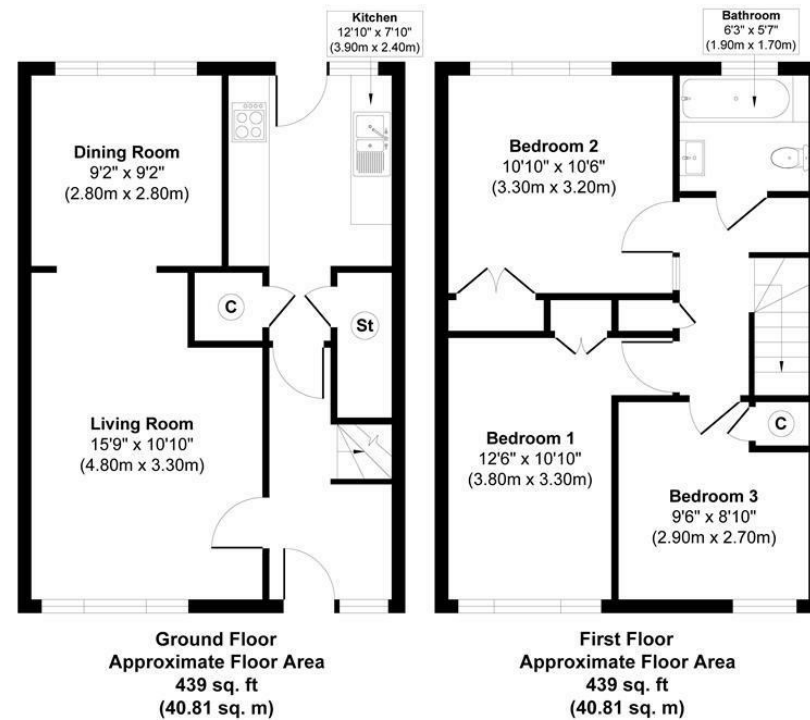 Kitchen
12'10" x 7'10"
(3.90m x 2.40m)
Dining Room
9'2" x 9'2"
(2.80m x 2.80m)
C
St
Living Room
15'9" x 10'10"
(4.80m x 3.30m)
Ground Floor
Approximate Floor Area
439 sq. ft
(40.81 sq. m)
Bathroom
6'3" x 5'7"
(1.90m x 1.70m)
Bedroom 2
10'10" x 10'6"
(3.30m x 3.20m)
Bedroom 1
12'6" x 10'10"
(3.80m x 3.30m)
C
Bedroom 3
9'6" x 8'10"
(2.90m x 2.70m)
First Floor
Approximate Floor Area
439 sq. ft
(40.81 sq. m)